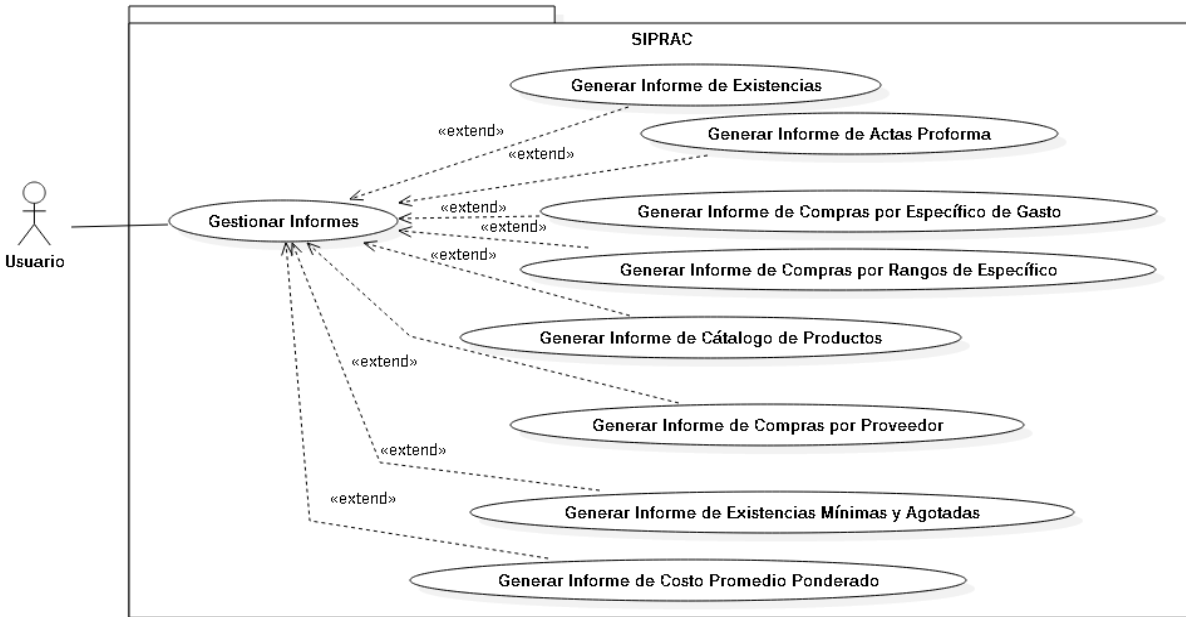 SIPRAC
Generar Informe de Existencias
«extend»
Generar Informe de Actas Proforma
«extend»
Usuario
Gestionar Informes
«extend»
Generar Informe de Compras por Específico de Gasto
«extend»
Generar Informe de Compras por Rangos de Específico
«extend»
Generar Informe de Cátalogo de Productos
«extend»
Generar Informe de Compras por Proveedor
«extend»
Generar Informe de Existencias Mínimas y Agotadas
«extend»
Generar Informe de Costo Promedio Ponderado